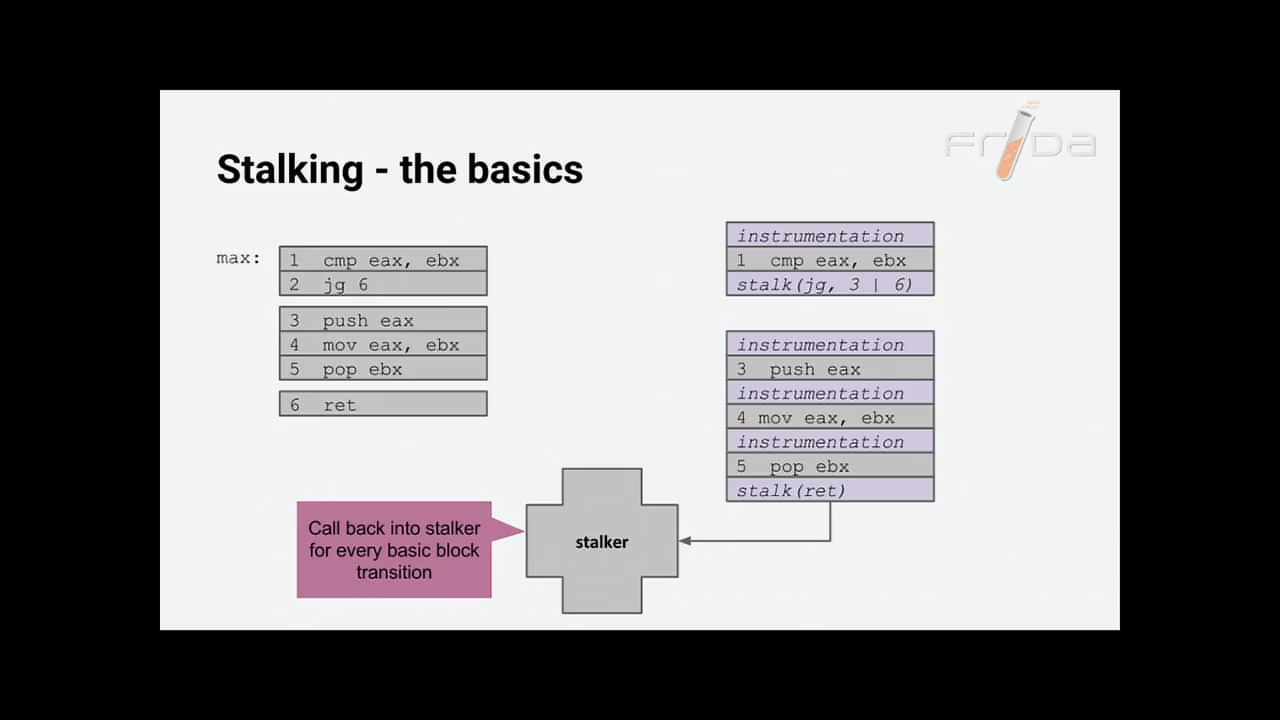 FRIDA
Stalking - the basics
max:
1 cmp eax, ebx
2 jg 6
3 push eax
4 mov eax, ebx
5 pop ebx
6 ret
instrumentation
1 cmp eax, ebx
stalk(jg, 3 | 6)
instrumentation
3 push eax
instrumentation
4 mov eax, ebx
instrumentation
5 pop ebx
stalk(ret)
Call back into stalker
for every basic block
transition
stalker